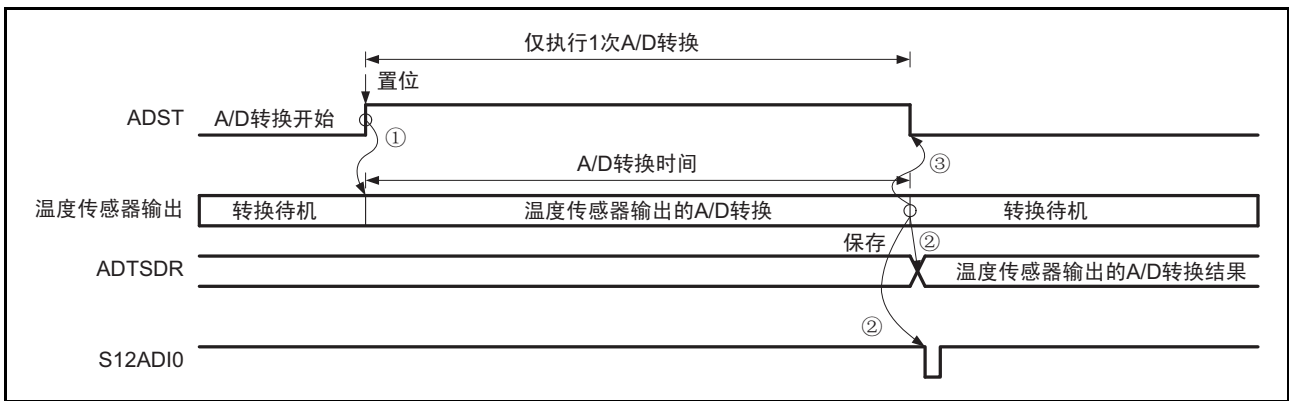 仅执行1次A/D转换
置位
ADST A/D转换开始
①
A/D转换时间
③
温度传感器输出 转换待机 温度传感器输出的A/D转换 转换待机
保存 ②
ADTSDR 温度传感器输出的A/D转换结果
②
S12ADI0